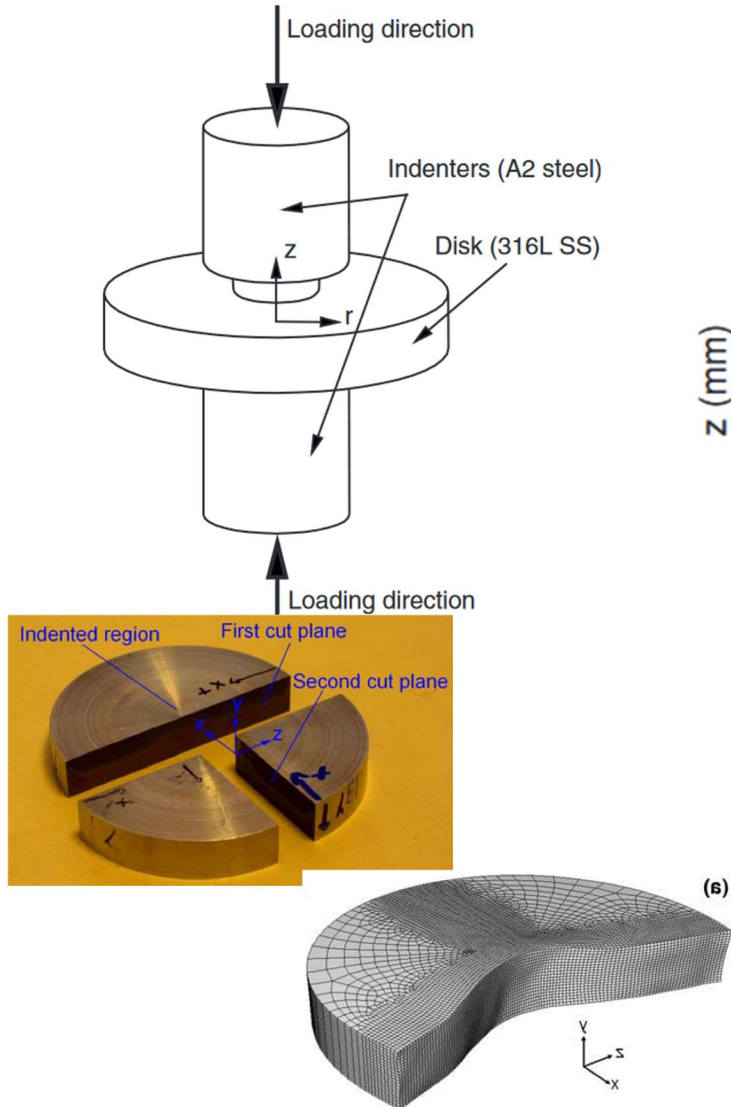 Loading direction
Indenters (A2 steel)
z
Disk (316L SS)
r
z (mm)
Loading direction
Indented region
First cut plane
+X
Second cut plane
y
x
z
X
(a)
y
z
x